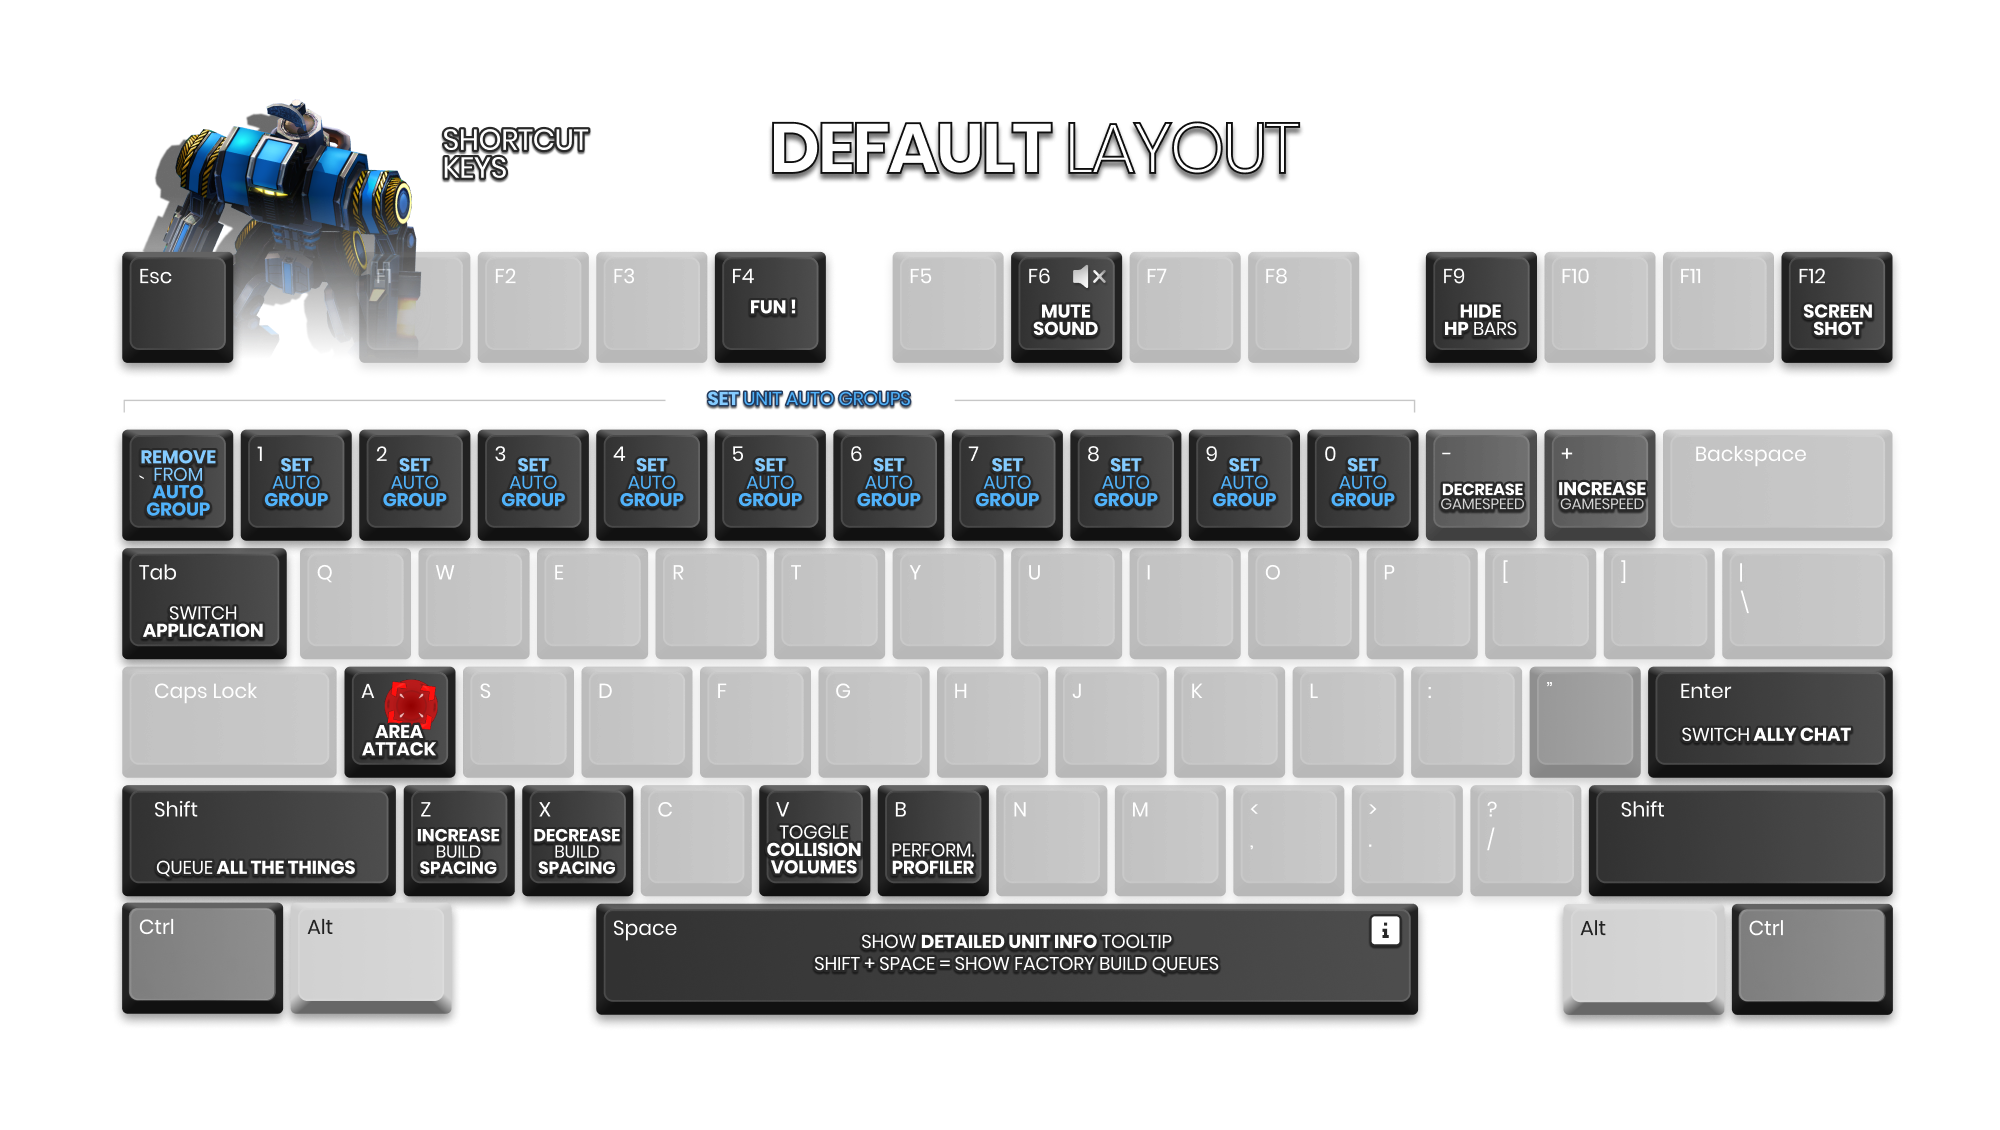 SHORTCUT
KEYS
DEFAULT LAYOUT
Esc
F1
F2
F3
F4
FUN !
F5
F6
MUTE
SOUND
F7
F8
F9
HIDE
HP BARS
F10
F11
F12
SCREEN
SHOT
SET UNIT AUTO GROUPS
REMOVE
` FROM
AUTO
GROUP
1
SET
AUTO
GROUP
2
SET
AUTO
GROUP
3
SET
AUTO
GROUP
4
SET
AUTO
GROUP
5
SET
AUTO
GROUP
6
SET
AUTO
GROUP
7
SET
AUTO
GROUP
8
SET
AUTO
GROUP
9
SET
AUTO
GROUP
0
SET
AUTO
GROUP
-
DECREASE
GAMESPEED
+
INCREASE
GAMESPEED
Backspace
Tab
SWITCH
APPLICATION
Q
W
E
R
T
Y
U
I
O
P
[
]
|
\
Caps Lock
A
AREA
ATTACK
S
D
F
G
H
J
K
L
:
"
Enter
SWITCH ALLY CHAT
Shift
QUEUE ALL THE THINGS
Z
INCREASE
BUILD
SPACING
X
DECREASE
BUILD
SPACING
C
V
TOGGLE
COLLISION
VOLUMES
B
PERFORM.
PROFILER
N
M
<
,
>
.
?
/
Shift
Ctrl
Alt
Space
SHOW DETAILED UNIT INFO TOOLTIP
SHIFT + SPACE = SHOW FACTORY BUILD QUEUES
i
Alt
Ctrl